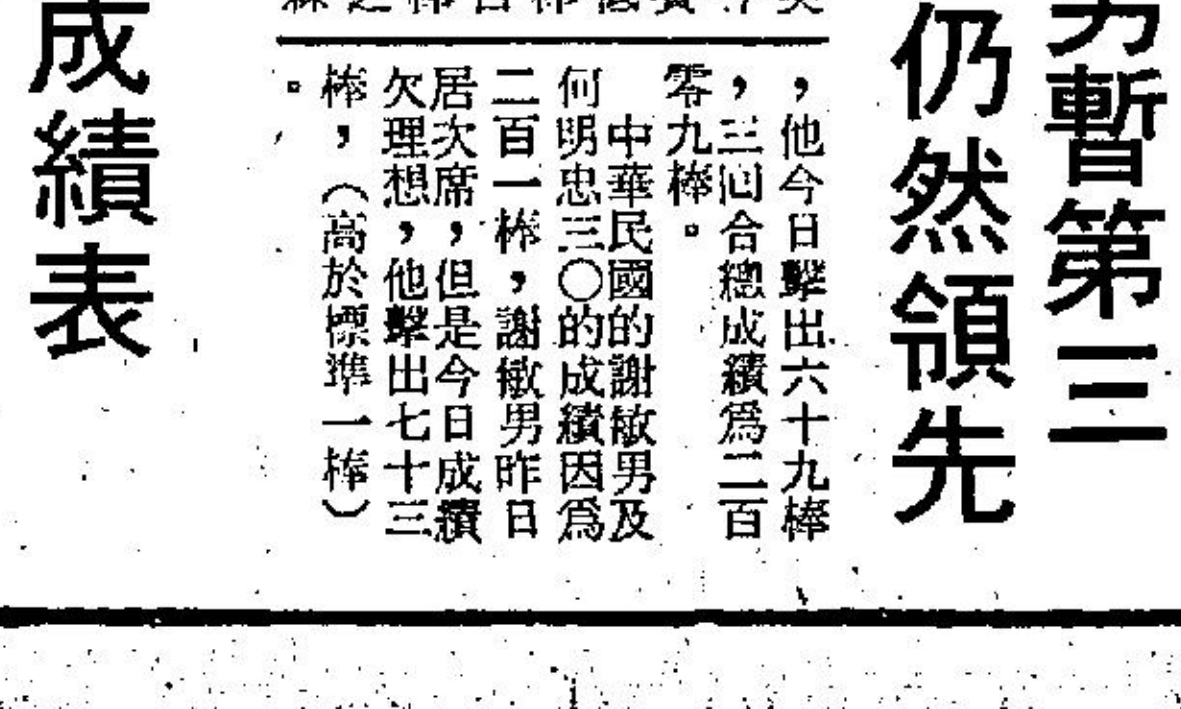 暫第三
仍然領先
,他今日擊出六十九棒
,三回合總成績爲二百
零九棒。
中華民國的謝敏男及
何明忠三〇的成績因爲
二百一棒,謝敏男昨日
居次席,但是今日成績
欠理想,他擊出七十三
棒,(高於標準一棒)
。
成績表